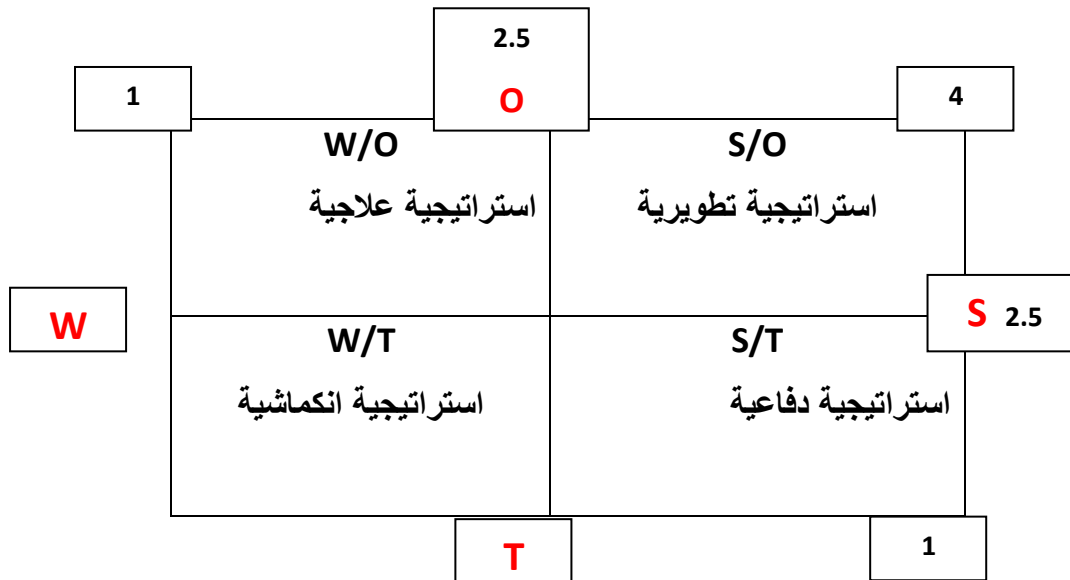 2.5
O
1
4
W/O
S/O
استراتيجية علاجية
استراتيجية تطويرية
W
S 2.5
W/T
S/T
استراتيجية انكماشية
استراتيجية دفاعية
T
1